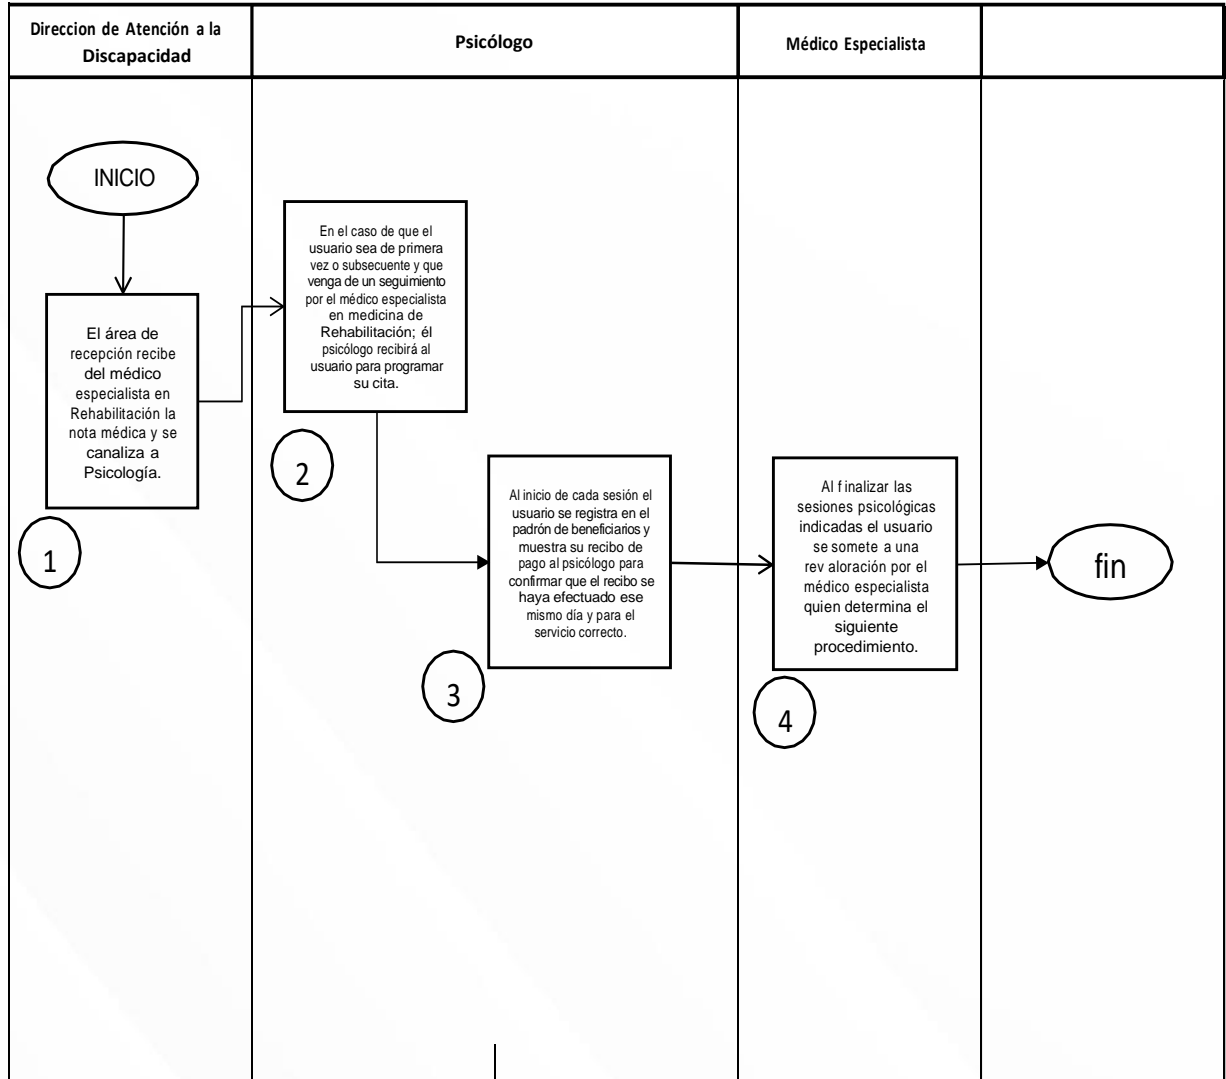 Direccion de Atención a la
Discapacidad
Psicólogo
Médico Especialista
INICIO
El área de
recepción recibe
del médico
especialista en
Rehabilitación la
nota médica y se
canaliza a
Psicología.
1
En el caso de que el
usuario sea de primera
vez o subsecuente y que
venga de un seguimiento
por el médico especialista
en medicina de
Rehabilitación; él
psicólogo recibirá al
usuario para programar
su cita.
2
Al inicio de cada sesión el
usuario se registra en el
padrón de beneficiarios y
muestra su recibo de
pago al psicólogo para
confirmar que el recibo se
haya efectuado ese
mismo día y para el
servicio correcto.
3
Al f inalizar las
sesiones psicológicas
indicadas el usuario
se somete a una
rev aloración por el
médico especialista
quien determina el
siguiente
procedimiento.
4
fin